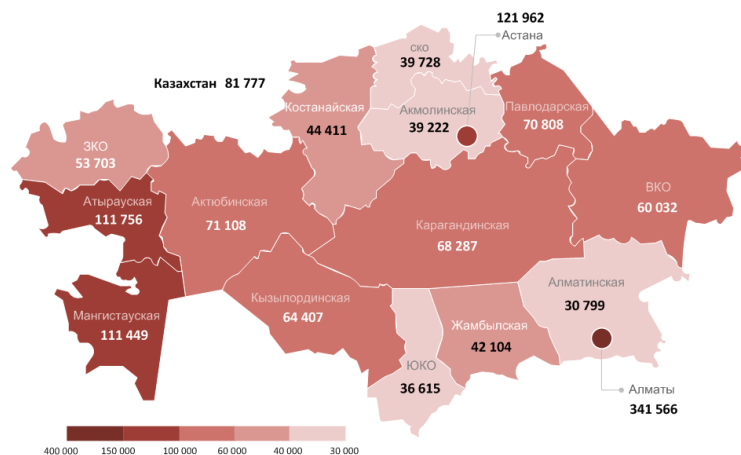 121 962
Астана
ско
39 728
Казахстан 81 777
Костанайская
44 411
Акмолинская
39 222
Павлодарская
70 808
ЗКО
53 703
Атырауская
111 756
Актюбинская
71 108
ВКО
60 032
Карагандинская
68 287
Мангистауская
111 449
Кызылординская
64 407
Алматинская
30 799
Жамбылская
42 104
ЮКО
36 615
Алматы
341 566
400 000 150 000 100 000 60 000 40 000 30 000